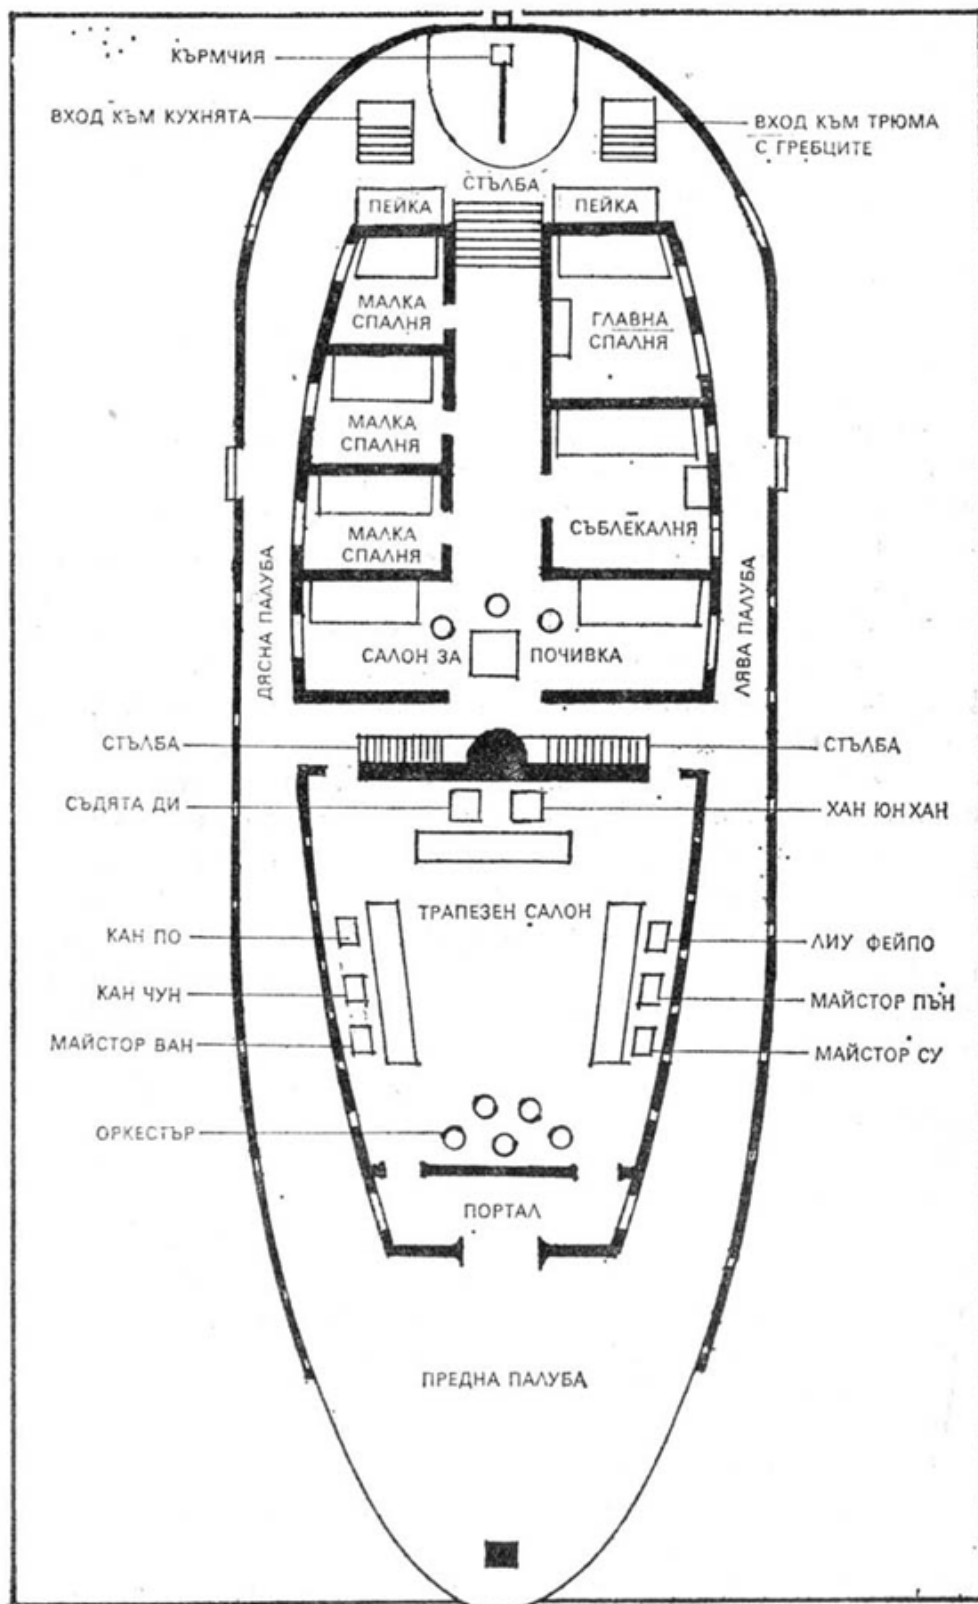 КЪРМЧИЯ
ВХОД КЪМ КУХНЯТА
ВХОД КЪМ ТРЮМА
С ГРЕБЦИТЕ
СТЪЛБА
ПЕЙКА
ПЕЙКА
МАЛКА
СПАЛНЯ
ГЛАВНА
СПАЛНЯ
МАЛКА
СПАЛНЯ
МАЛКА
СПАЛНЯ
СЪБЛЕКАЛНЯ
ДЯСНА ПАЛУБА
ЛЯВА ПАЛУБА
САЛОН ЗА ПОЧИВКА
СТЪЛБА
СТЪЛБА
СЪДЯТА ДИ
ХАН ЮН ХАН
ТРАПЕЗЕН САЛОН
КАН ПО
ЛИУ ФЕЙПО
КАН ЧУН
МАЙСТОР ПЪН
МАЙСТОР ВАН
МАЙСТОР СУ
ОРКЕСТЪР
ПОРТАЛ
ПРЕДНА ПАЛУБА